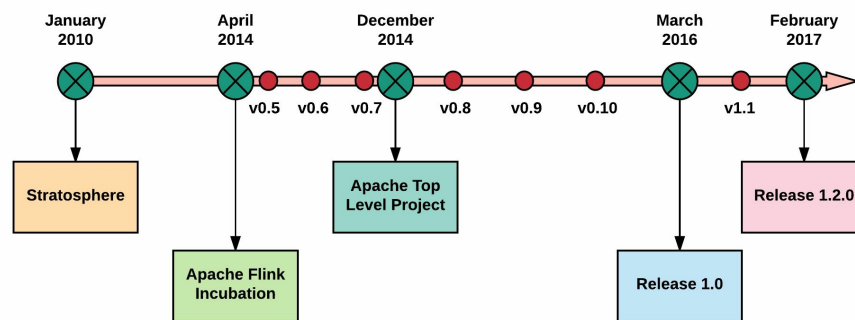 January
2010
April
2014
December
2014
March
2016
February
2017
v0.5
v0.6
v0.7
v0.8
v0.9
v0.10
v1.1
Stratosphere
Apache Top
Level Project
Release 1.2.0
Apache Flink
Incubation
Release 1.0